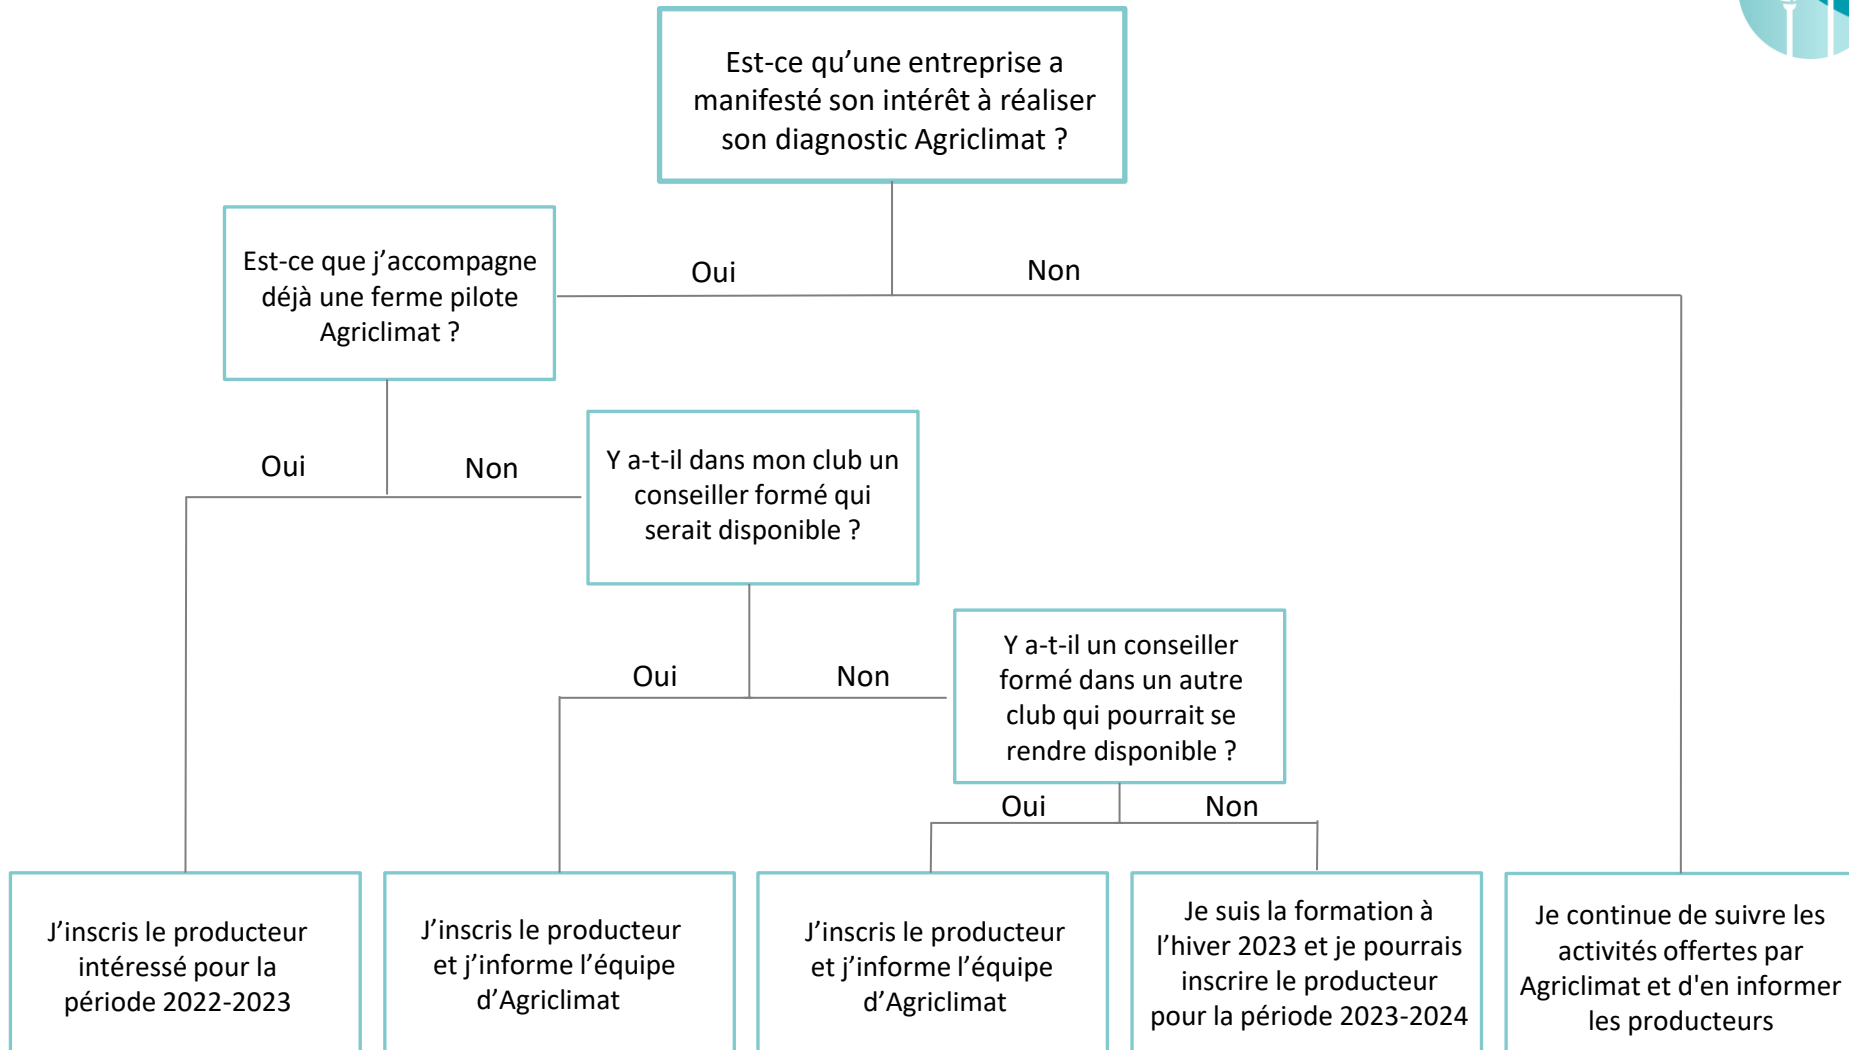 Est-ce qu’une entreprise a
manifesté son intérêt à réaliser
son diagnostic Agriclimat ?
Est-ce que j’accompagne
déjà une ferme pilote
Agriclimat ?
Oui
Non
Oui
Non
Y a-t-il dans mon club un
conseiller formé qui
serait disponible ?
Oui
Non
Y a-t-il un conseiller
formé dans un autre
club qui pourrait se
rendre disponible ?
Oui
Non
J’inscris le producteur
intéressé pour la
période 2022-2023
J’inscris le producteur
et j’informe l’équipe
d’Agriclimat
J’inscris le producteur
et j’informe l’équipe
d’Agriclimat
Je suis la formation à
l’hiver 2023 et je pourrais
inscrire le producteur
pour la période 2023-2024
Je continue de suivre les
activités offertes par
Agriclimat et d'en informer
les producteurs